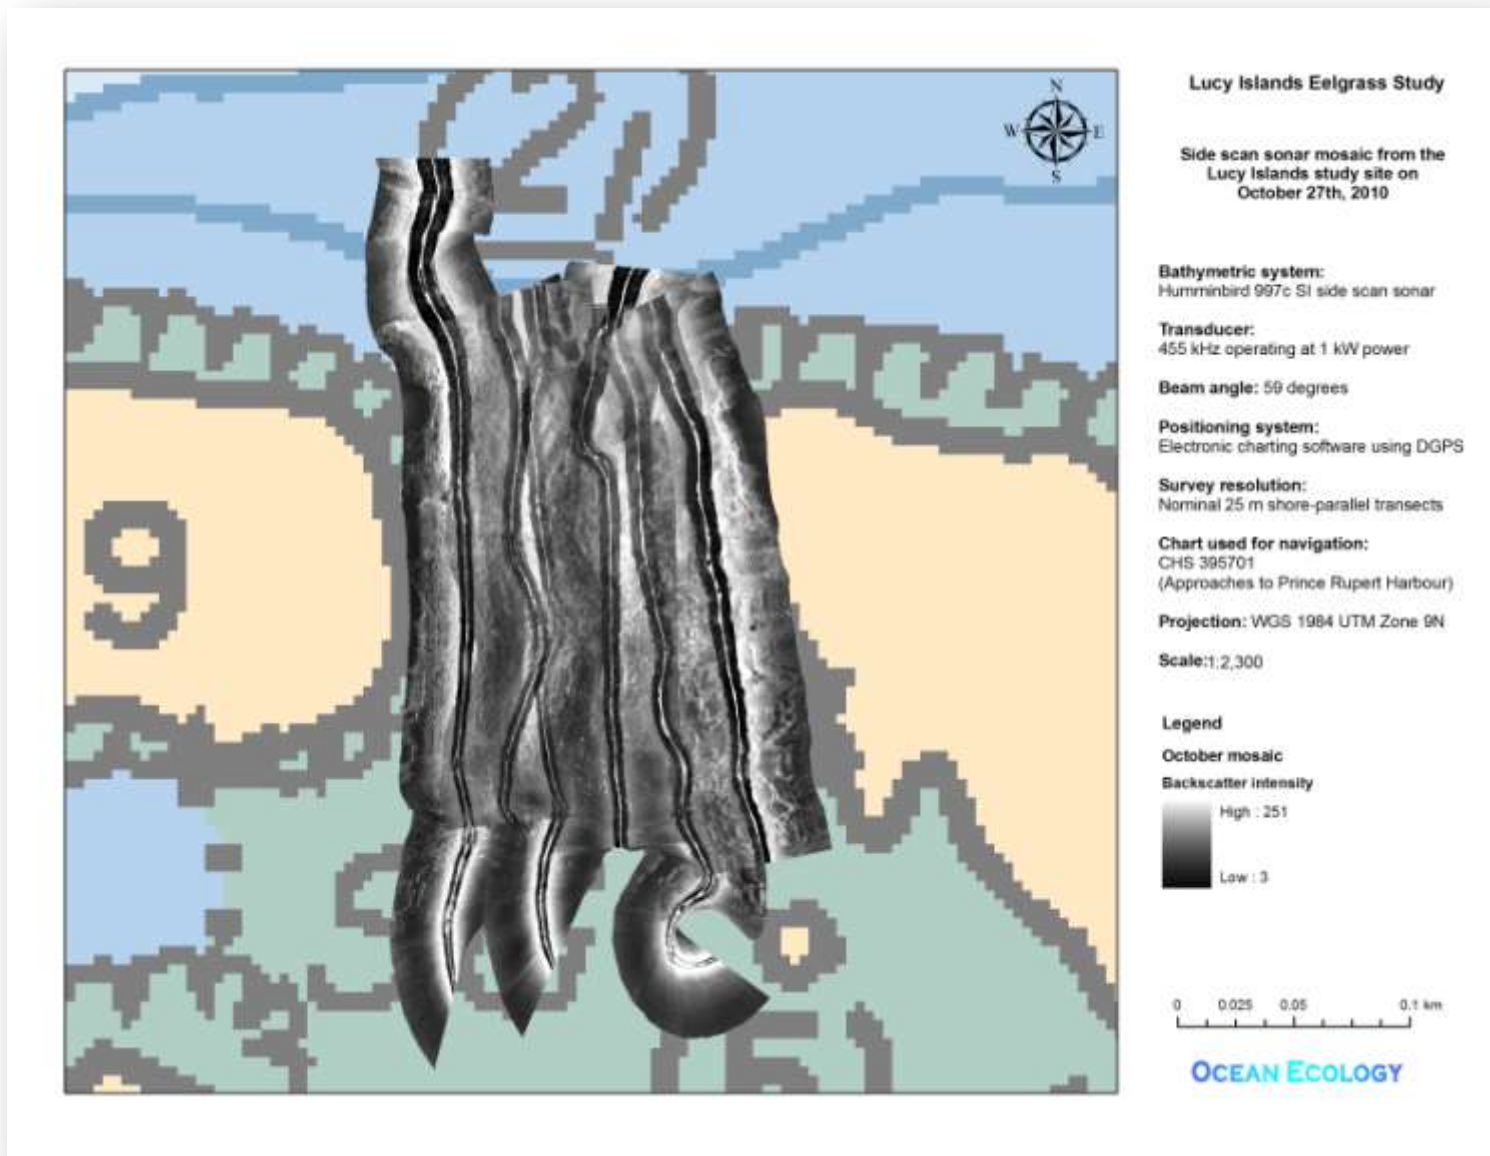 2
N
W E
S
9
3
(5)
Lucy Islands Eelgrass Study
Side scan sonar mosaic from the
Lucy Islands study site on
October 27th, 2010
Bathymetric system:
Humminbird 997c SI side scan sonar
Transducer:
455 kHz operating at 1 kW power
Beam angle: 59 degrees
Positioning system:
Electronic charting software using DGPS
Survey resolution:
Nominal 25 m shore-parallel transects
Chart used for navigation:
CHS 395701
(Approaches to Prince Rupert Harbour)
Projection: WGS 1984 UTM Zone 9N
Scale:1:2,300
Legend
October mosaic
Backscatter intensity
High : 251
Low : 3
0 0.025 0.05 0.1 km
OCEAN ECOLOGY